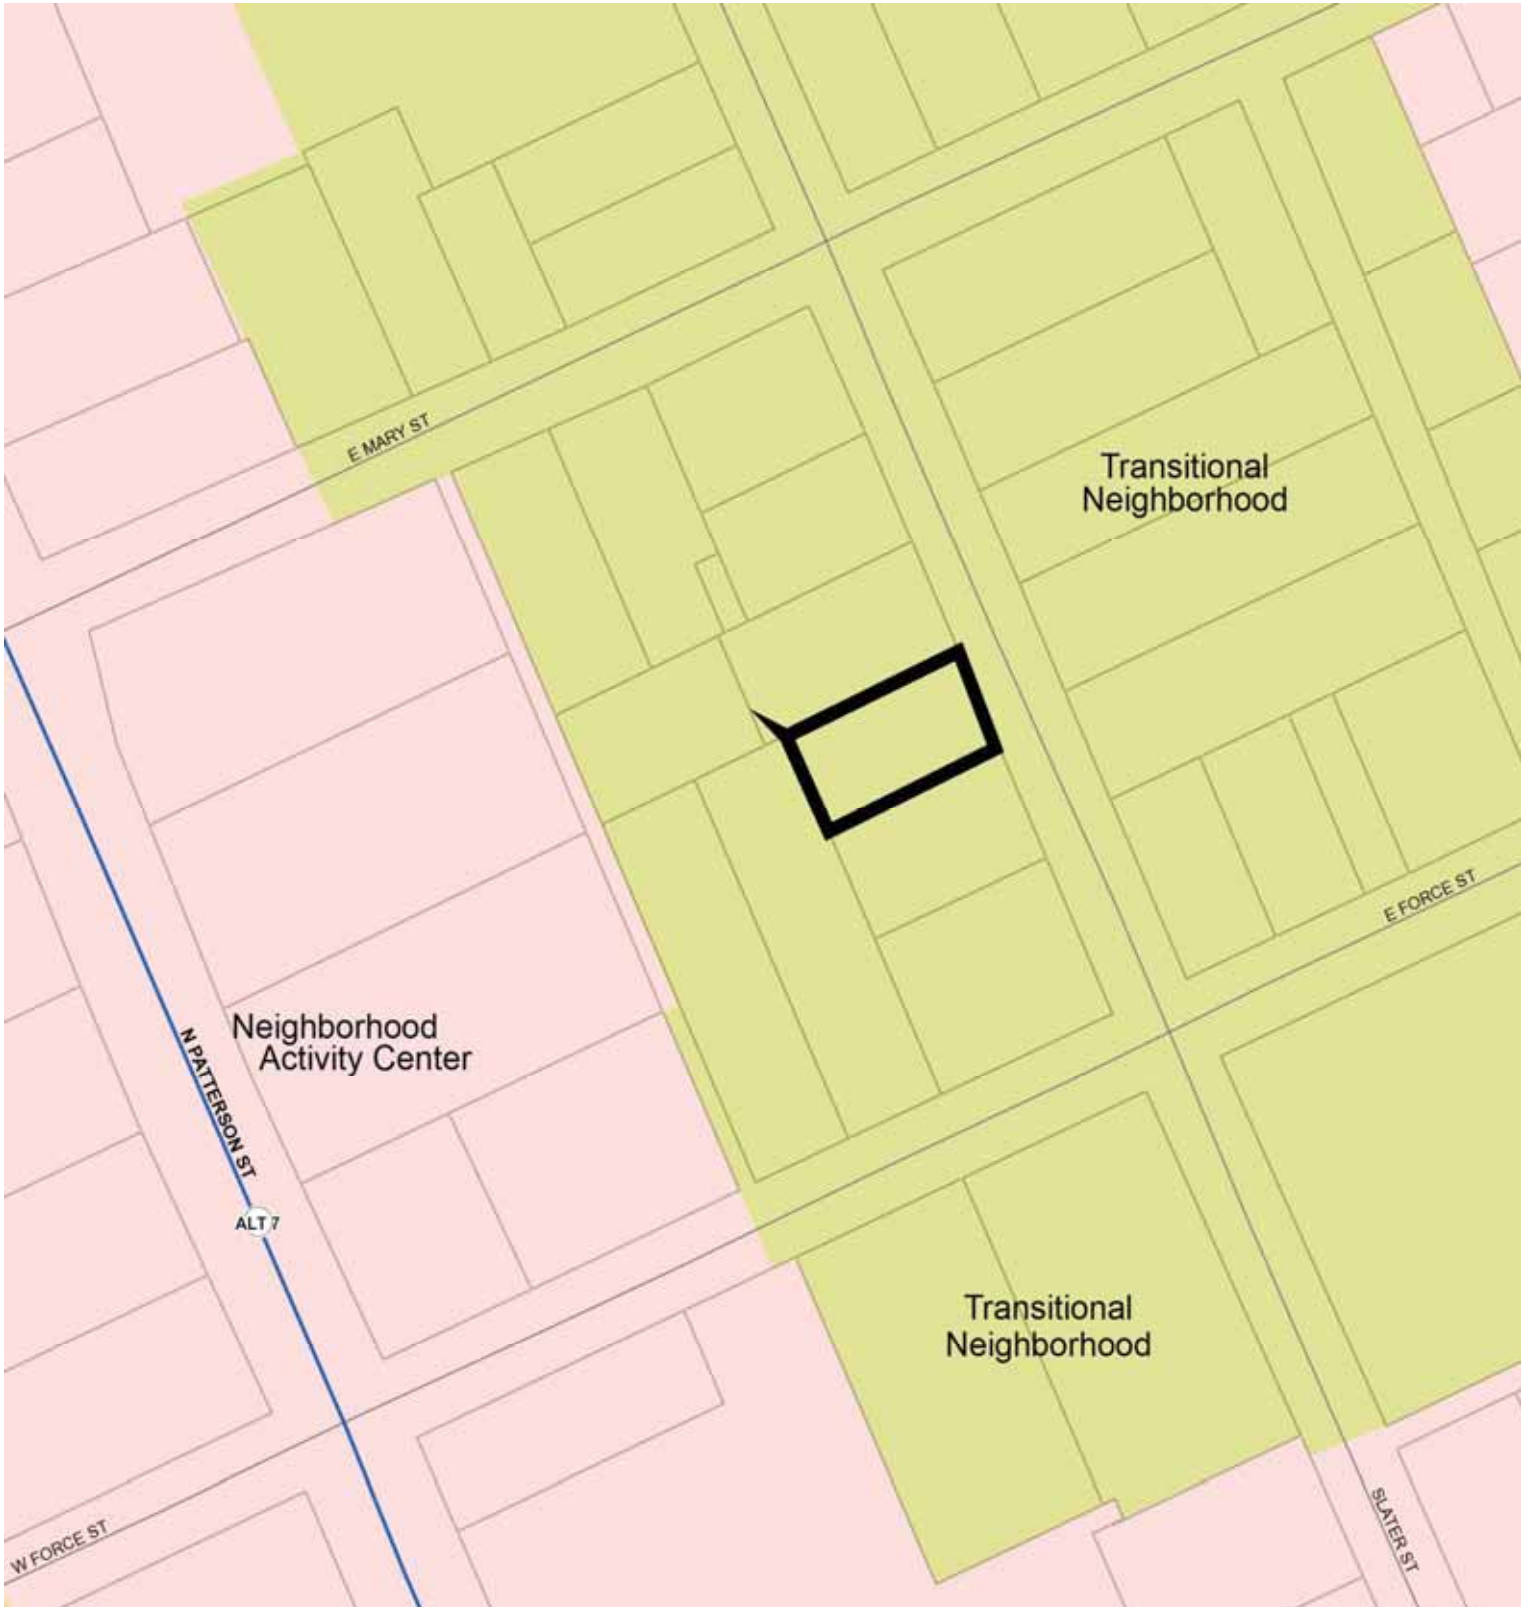 E MARY ST
Transitional
Neighborhood
E FORCE ST
Neighborhood
Activity Center
N PATTERSON ST
ALT 7
Transitional
Neighborhood
SLATER ST
W FORCE ST